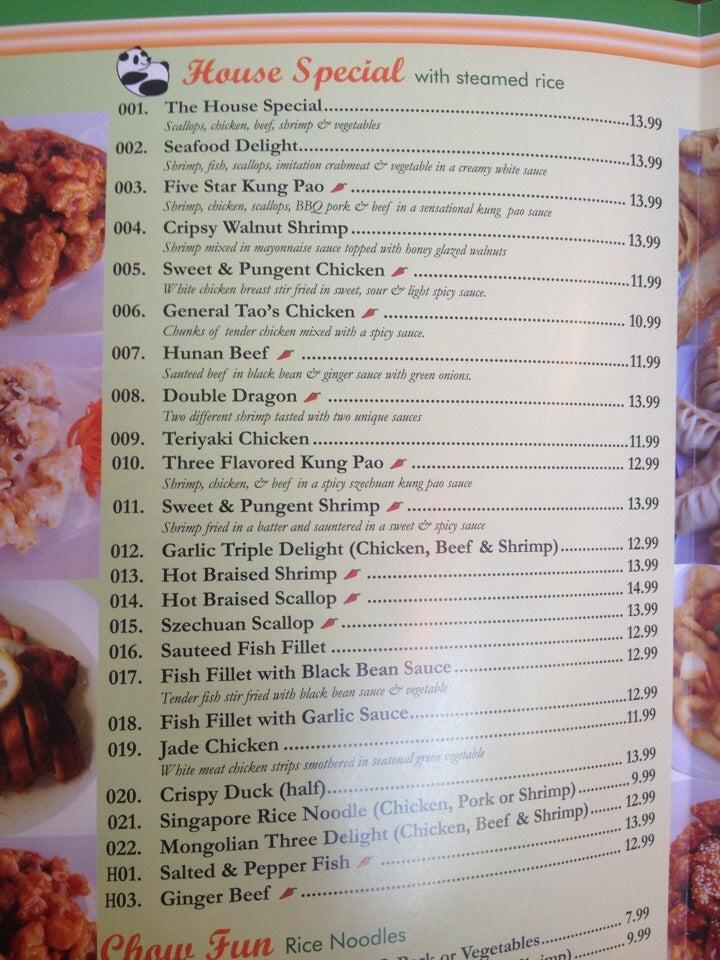 House Special with steamed rice
001. The House Special 13.99
Scallops, chicken, beef, shrimp & vegetables
002. Seafood Delight 13.99
Shrimp, fish, scallops, imitation crabmeat & vegetable in a creamy white sauce
003. Five Star Kung Pao 13.99
Shrimp, chicken, scallops, BBQ pork & beef in a sensational kung pao sauce
004. Cripsy Walnut Shrimp 13.99
Shrimp mixed in mayonnaise sauce topped with honey glazed walnuts
005. Sweet & Pungent Chicken 11.99
White chicken breast stir fried in sweet, sour & light spicy sauce.
006. General Tao's Chicken 10.99
Chunks of tender chicken mixed with a spicy sauce.
007. Hunan Beef 11.99
Sauteed beef in black bean & ginger sauce with green onions.
008. Double Dragon 13.99
Two different shrimp tasted with two unique sauces
009. Teriyaki Chicken 11.99
010. Three Flavored Kung Pao 12.99
Shrimp, chicken, & beef in a spicy szechuan kung pao sauce
011. Sweet & Pungent Shrimp 13.99
Shrimp fried in a batter and sauntered in a sweet & spicy sauce
012. Garlic Triple Delight (Chicken, Beef & Shrimp) 12.99
013. Hot Braised Shrimp 13.99
014. Hot Braised Scallop 14.99
015. Szechuan Scallop 13.99
016. Sauteed Fish Fillet 12.99
017. Fish Fillet with Black Bean Sauce 12.99
Tender fish stir fried with black bean sauce & vegetable
018. Fish Fillet with Garlic Sauce 12.99
019. Jade Chicken 11.99
White meat chicken strips smothered in seasonal green vegetable
020. Crispy Duck (half) 13.99
021. Singapore Rice Noodle (Chicken, Pork or Shrimp) 9.99
022. Mongolian Three Delight (Chicken, Beef & Shrimp) 12.99
H01. Salted & Pepper Fish 13.99
H03. Ginger Beef 12.99
Chow Fun Rice Noodles
or Vegetables 7.99
9.99